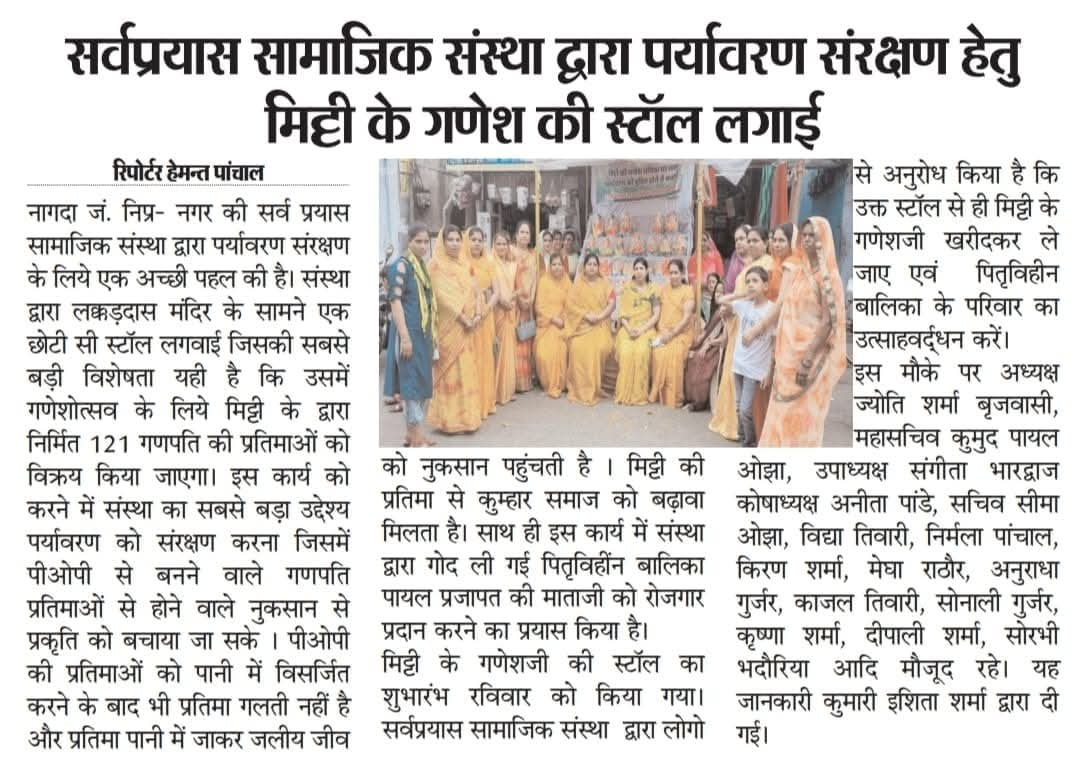 सर्वप्रयास सामाजिक संस्था द्वारा पर्यावरण संरक्षण हेतु
मिट्टी के गणेश की स्टॉल लगाई
रिपोर्टर हेमन्त पांचाल
नागदा जं. निप्र- नगर की सर्व प्रयास
सामाजिक संस्था द्वारा पर्यावरण संरक्षण
के लिये एक अच्छी पहल की है। संस्था
द्वारा लक्कड़दास मंदिर के सामने एक
छोटी सी स्टॉल लगवाई जिसकी सबसे
बड़ी विशेषता यही है कि उसमें
गणेशोत्सव के लिये मिट्टी के द्वारा
निर्मित 121 गणपति की प्रतिमाओं को
विक्रय किया जाएगा। इस कार्य को
करने में संस्था का सबसे बड़ा उद्देश्य
पर्यावरण को संरक्षण करना जिसमें
पीओपी से बनने वाले गणपति
प्रतिमाओं से होने वाले नुकसान से
प्रकृति को बचाया जा सके । पीओपी
की प्रतिमाओं को पानी में विसर्जित
करने के बाद भी प्रतिमा गलती नहीं है
और प्रतिमा पानी में जाकर जलीय जीव
को नुकसान पहुंचती है । मिट्टी की
प्रतिमा से कुम्हार समाज को बढ़ावा
मिलता है। साथ ही इस कार्य में संस्था
द्वारा गोद ली गई पितृविहींन बालिका
पायल प्रजापत की माताजी को रोजगार
प्रदान करने का प्रयास किया है।
मिट्टी के गणेशजी की स्टॉल का
शुभारंभ रविवार को किया गया।
सर्वप्रयास सामाजिक संस्था द्वारा लोगो
से अनुरोध किया है कि
उक्त स्टॉल से ही मिट्टी के
गणेशजी खरीदकर ले
जाए एवं पितृविहीन
बालिका के परिवार का
उत्साहवर्द्धन करें।
इस मौके पर अध्यक्ष
ज्योति शर्मा बृजवासी,
महासचिव कुमुद पायल
ओझा, उपाध्यक्ष संगीता भारद्वाज
कोषाध्यक्ष अनीता पांडे, सचिव सीमा
ओझा, विद्या तिवारी, निर्मला पांचाल,
किरण शर्मा, मेघा राठौर, अनुराधा
गुर्जर, काजल तिवारी, सोनाली गुर्जर,
कृष्णा शर्मा, दीपाली शर्मा, सोरभी
भदौरिया आदि मौजूद रहे। यह
जानकारी कुमारी इशिता शर्मा द्वारा दी
गई।